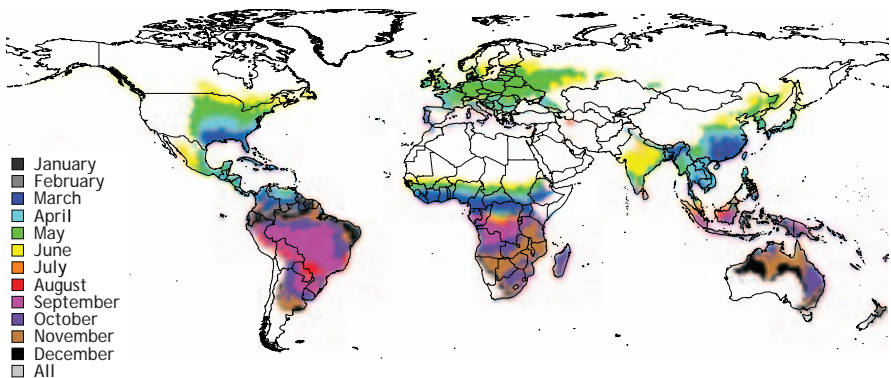 January
February
March
April
May
June
July
August
September
October
November
December
All